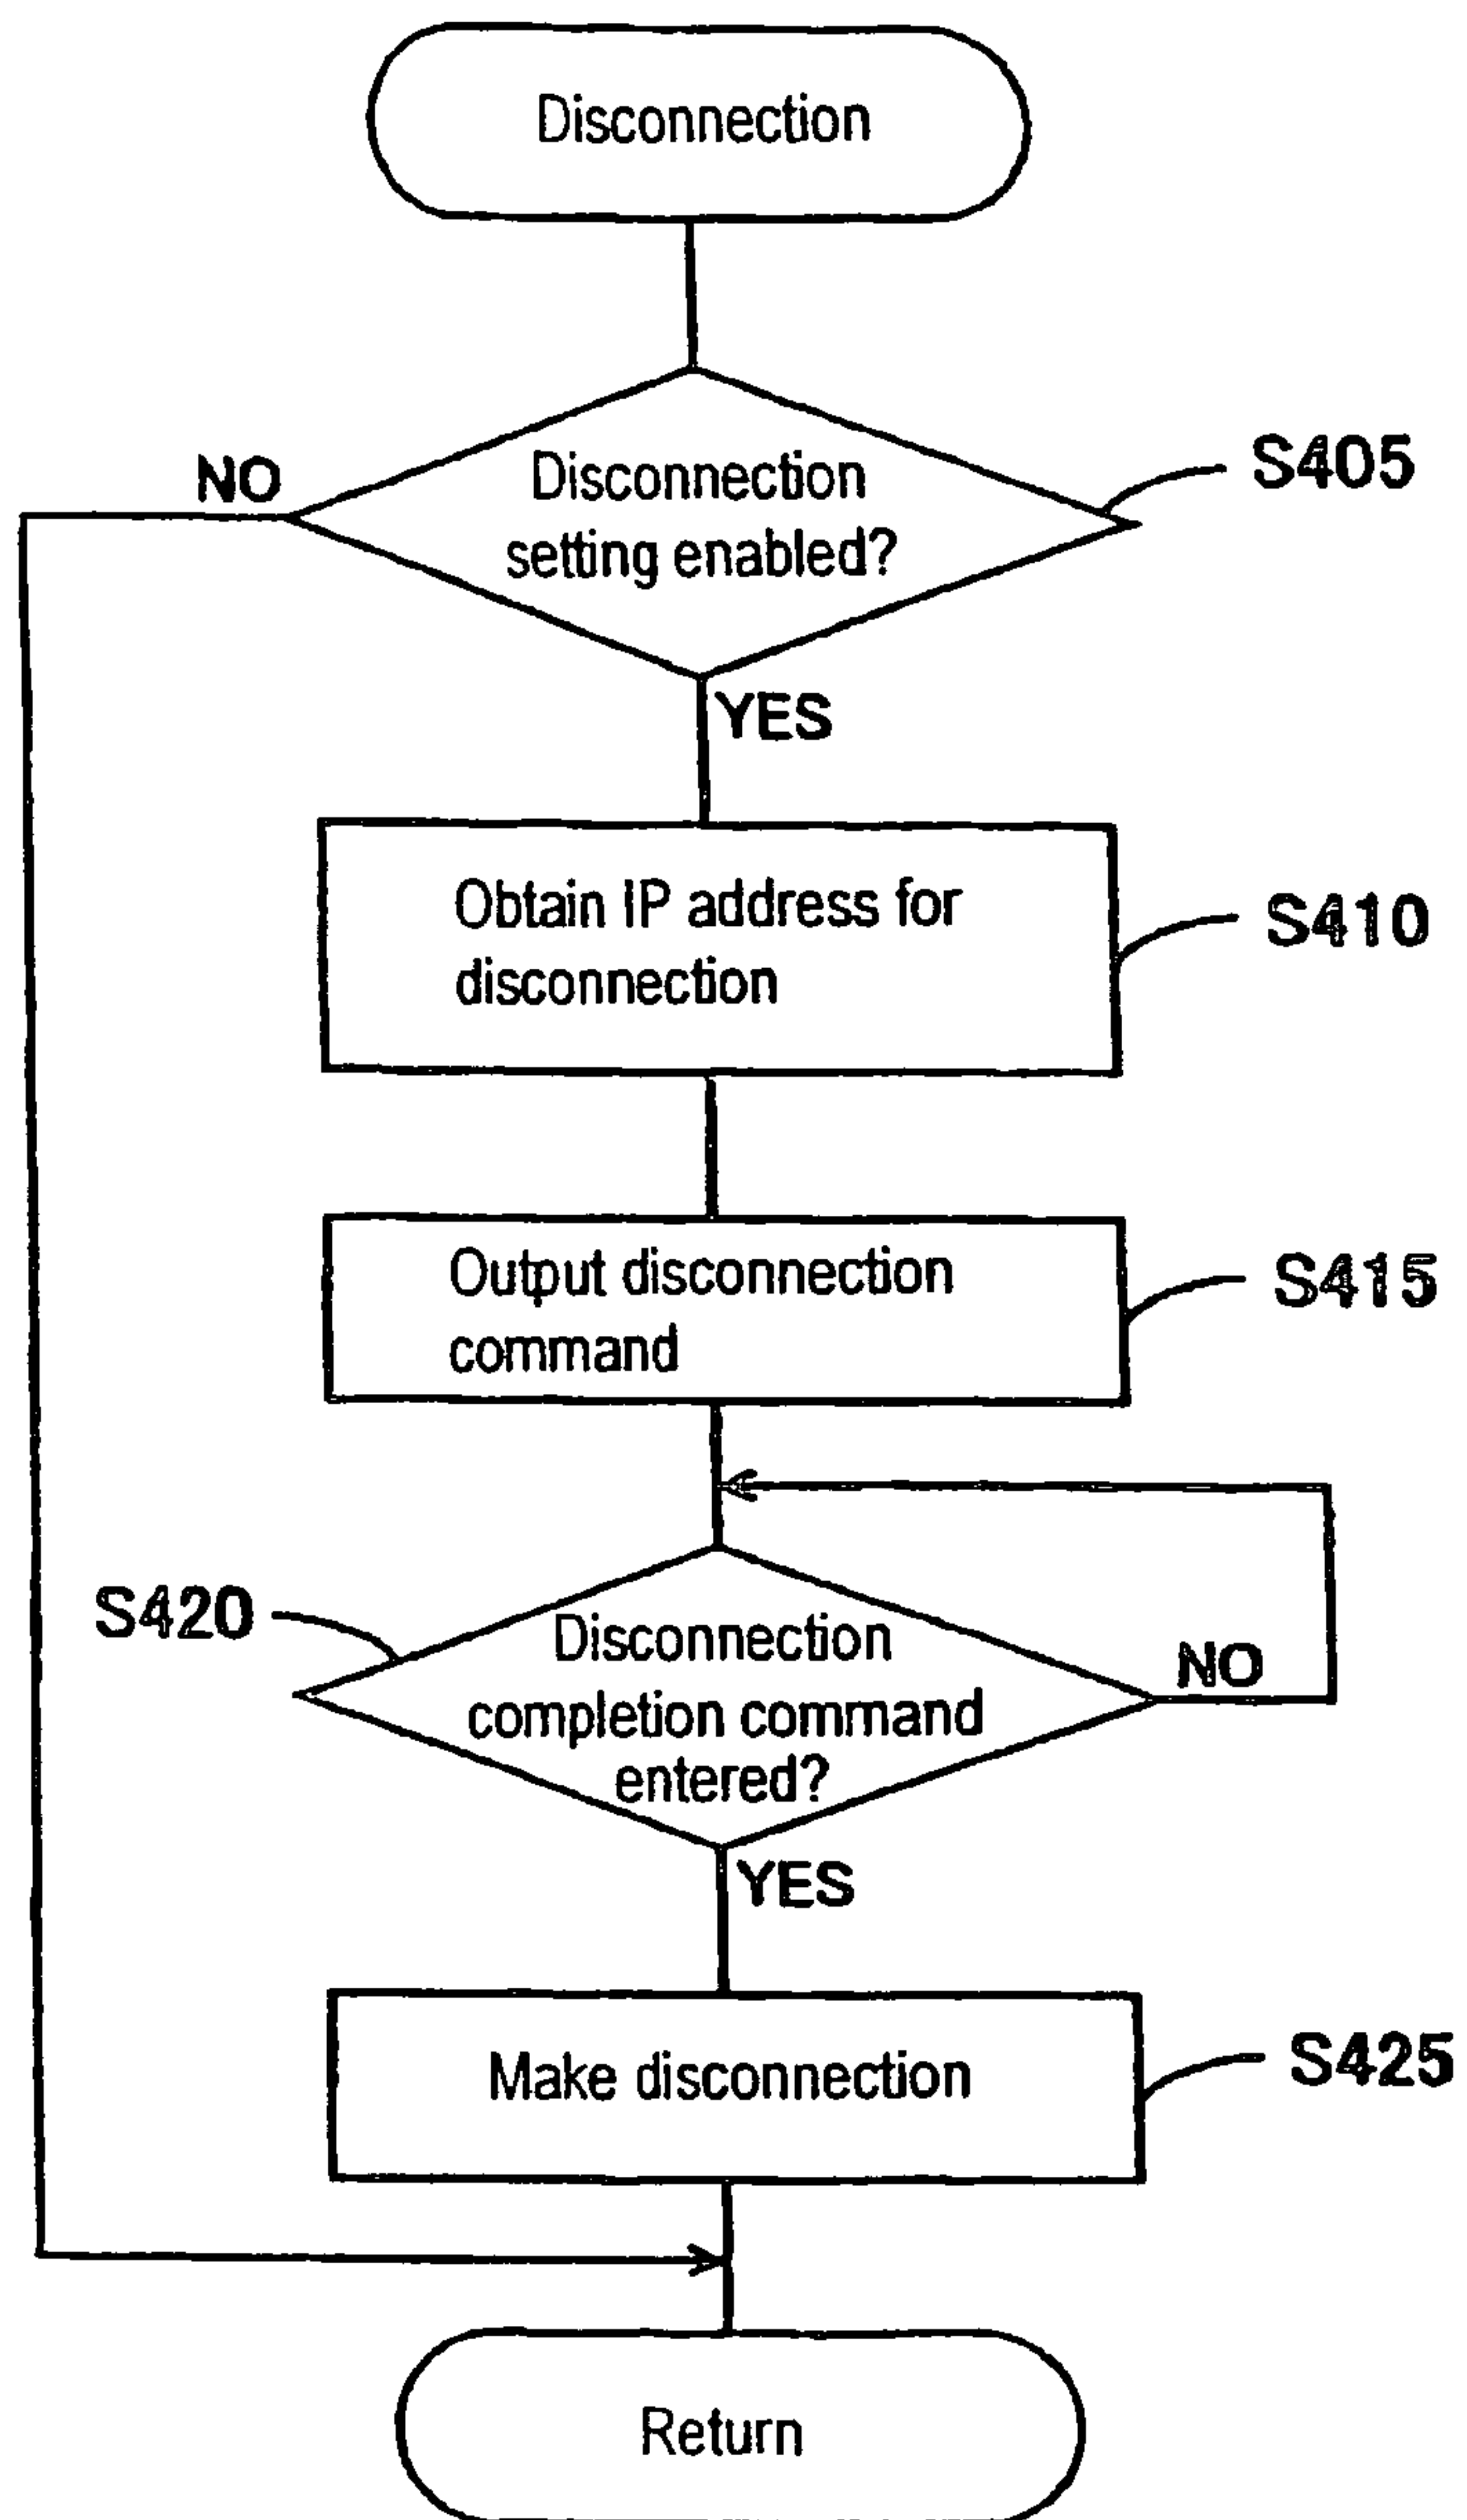 Disconnection
NO
Disconnection
setting enabled?
S405
YES
Obtain IP address for
disconnection
S410
Output disconnection
command
S415
S420
Disconnection
completion command
entered?
NO
YES
Make disconnection
S425
Return